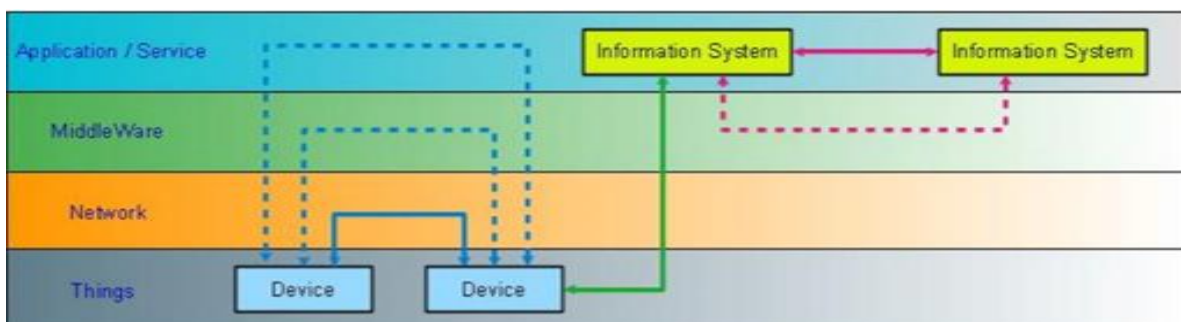 Application / Service
Information System
Information System
MiddleWare
Network
Things
Device
Device